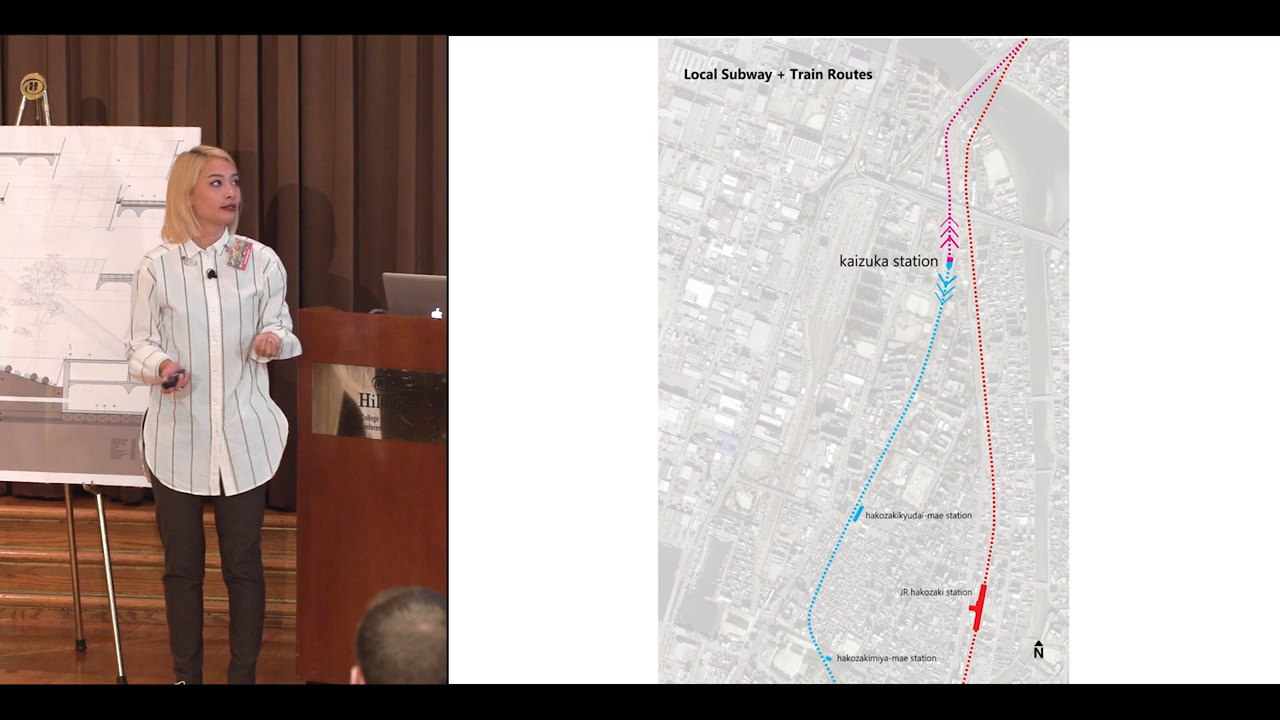 Local Subway + Train Routes
kaizuka station
hakozakikyudai-mae station
JR hakozaki station
hakozakimiya-mae station
N